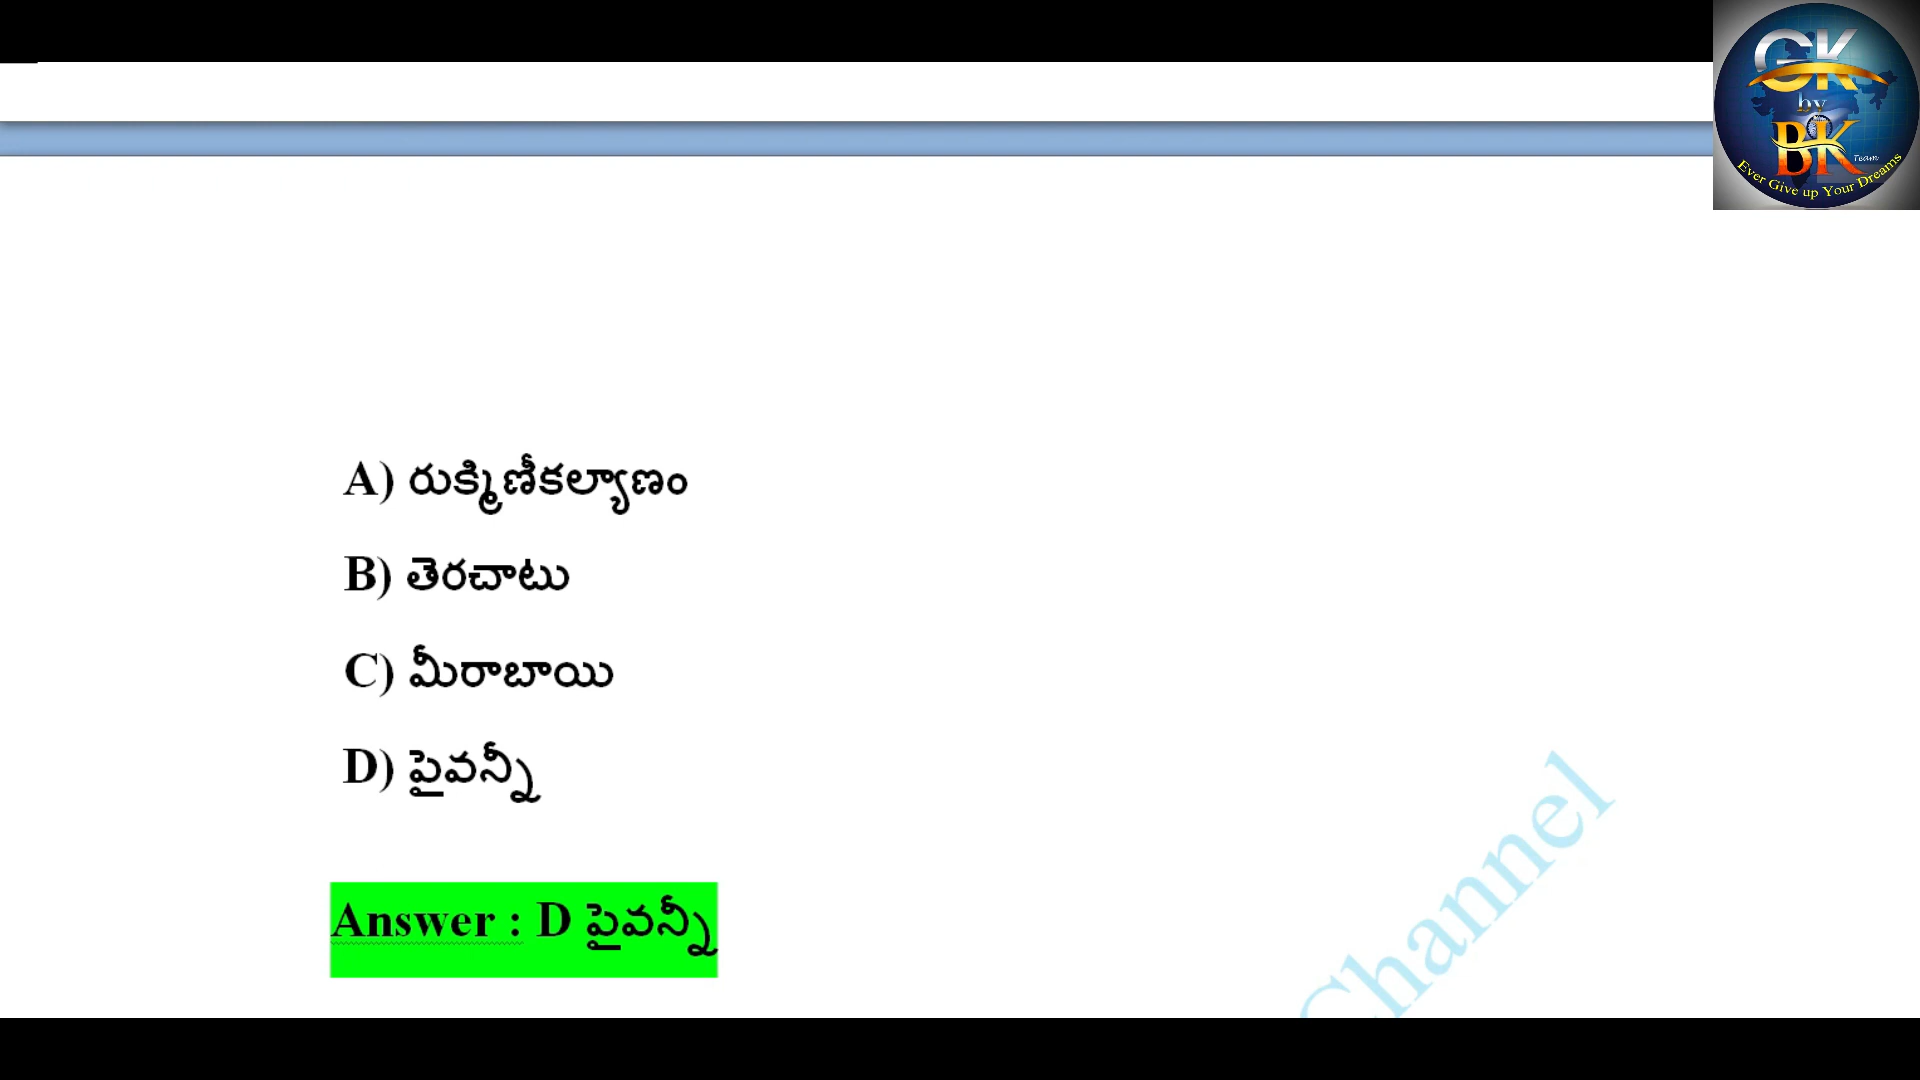 GK
by
BK
Team
Ever Give up Your Dreams
A) రుక్మిణీకల్యాణం
B) తెరచాటు
C) మీరాబాయి
D) పైవన్నీ
Answer : D పైవన్నీ
Channel